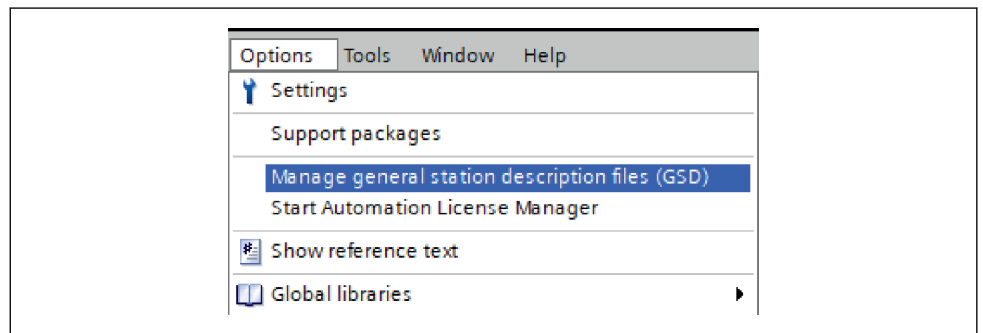 Options Tools Window Help
Settings
Support packages
Manage general station description files (GSD)
Start Automation License Manager
Show reference text
Global libraries